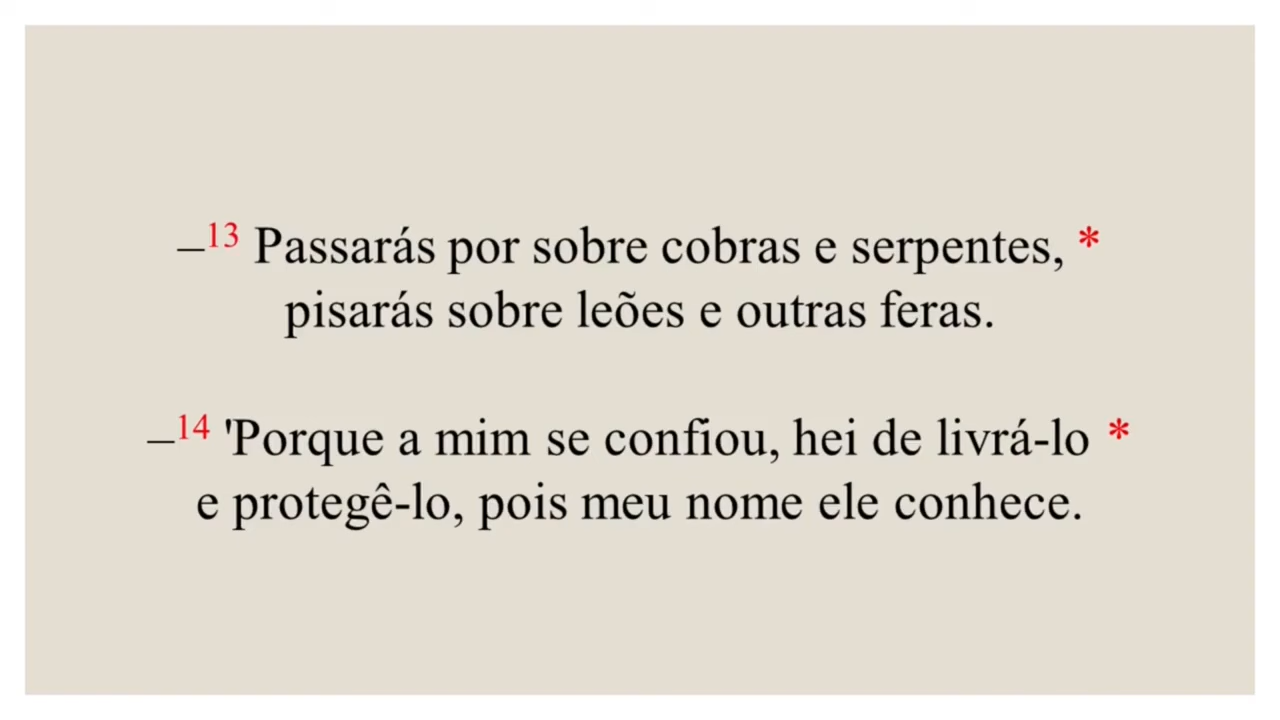 –13 Passarás por sobre cobras e serpentes, *
pisarás sobre leões e outras feras.
–14 'Porque a mim se confiou, hei de livrá-lo *
e protegê-lo, pois meu nome ele conhece.